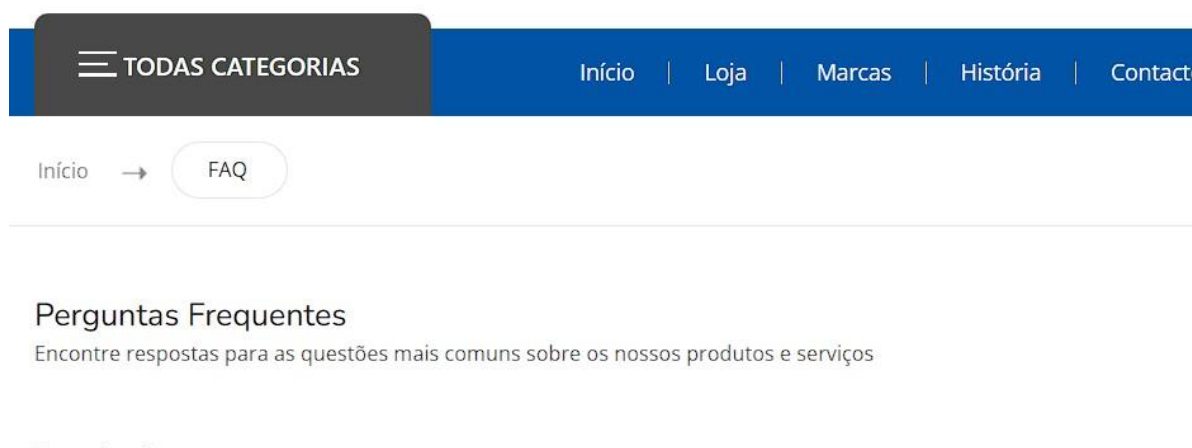 TODAS CATEGORIAS
Início | Loja | Marcas | História |
Início → FAQ
Perguntas Frequentes
Encontre respostas para as questões mais comuns sobre os nossos produtos e serviços